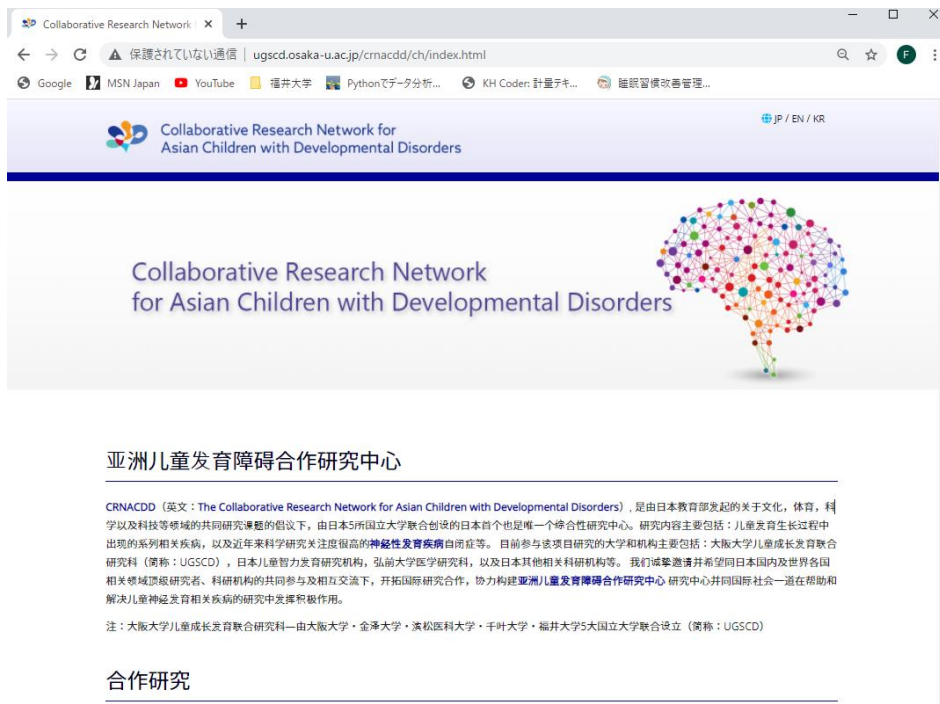 Collaborative Research Network
保護されていない通信 | ugscd.osaka-u.ac.jp/crnacdd/ch/index.html
F
Google MSN Japan YouTube 福井大学 Pythonでデータ分析... KH Coder: 計量テキ... 睡眠習慣改善管理...
JP / EN / KR
Collaborative Research Network for
Asian Children with Developmental Disorders
Collaborative Research Network
for Asian Children with Developmental Disorders
亚洲儿童发育障碍合作研究中心
CRNACDD（英文：The Collaborative Research Network for Asian Children with Developmental Disorders）, 是由日本教育部发起的关于文化，体育，科
学以及科技等领域的共同研究课题的倡议下，由日本5所国立大学联合创设的日本首个也是唯一个综合性研究中心。研究内容主要包括：儿童发育生长过程中
出现的系列相关疾病，以及近年来科学研究关注度很高的神经性发育疾病自闭症等。 目前参与该项目研究的大学和机构主要包括：大阪大学儿童成长发育联合
研究科（简称：UGSCD），日本儿童智力发育研究机构，弘前大学医学研究科，以及日本其他相关科研机构等。 我们诚挚邀请并希望同日本国内及世界各国
相关领域顶级研究者、科研机构的共同参与及相互交流下，开拓国际研究合作，协力构建亚洲儿童发育障碍合作研究中心 研究中心并同国际社会一道在帮助和
解决儿童神经发育相关疾病的研究中发挥积极作用。
注：大阪大学儿童成长发育联合研究科—由大阪大学・金泽大学・滨松医科大学・千叶大学・福井大学5大国立大学联合设立（简称：UGSCD）
合作研究